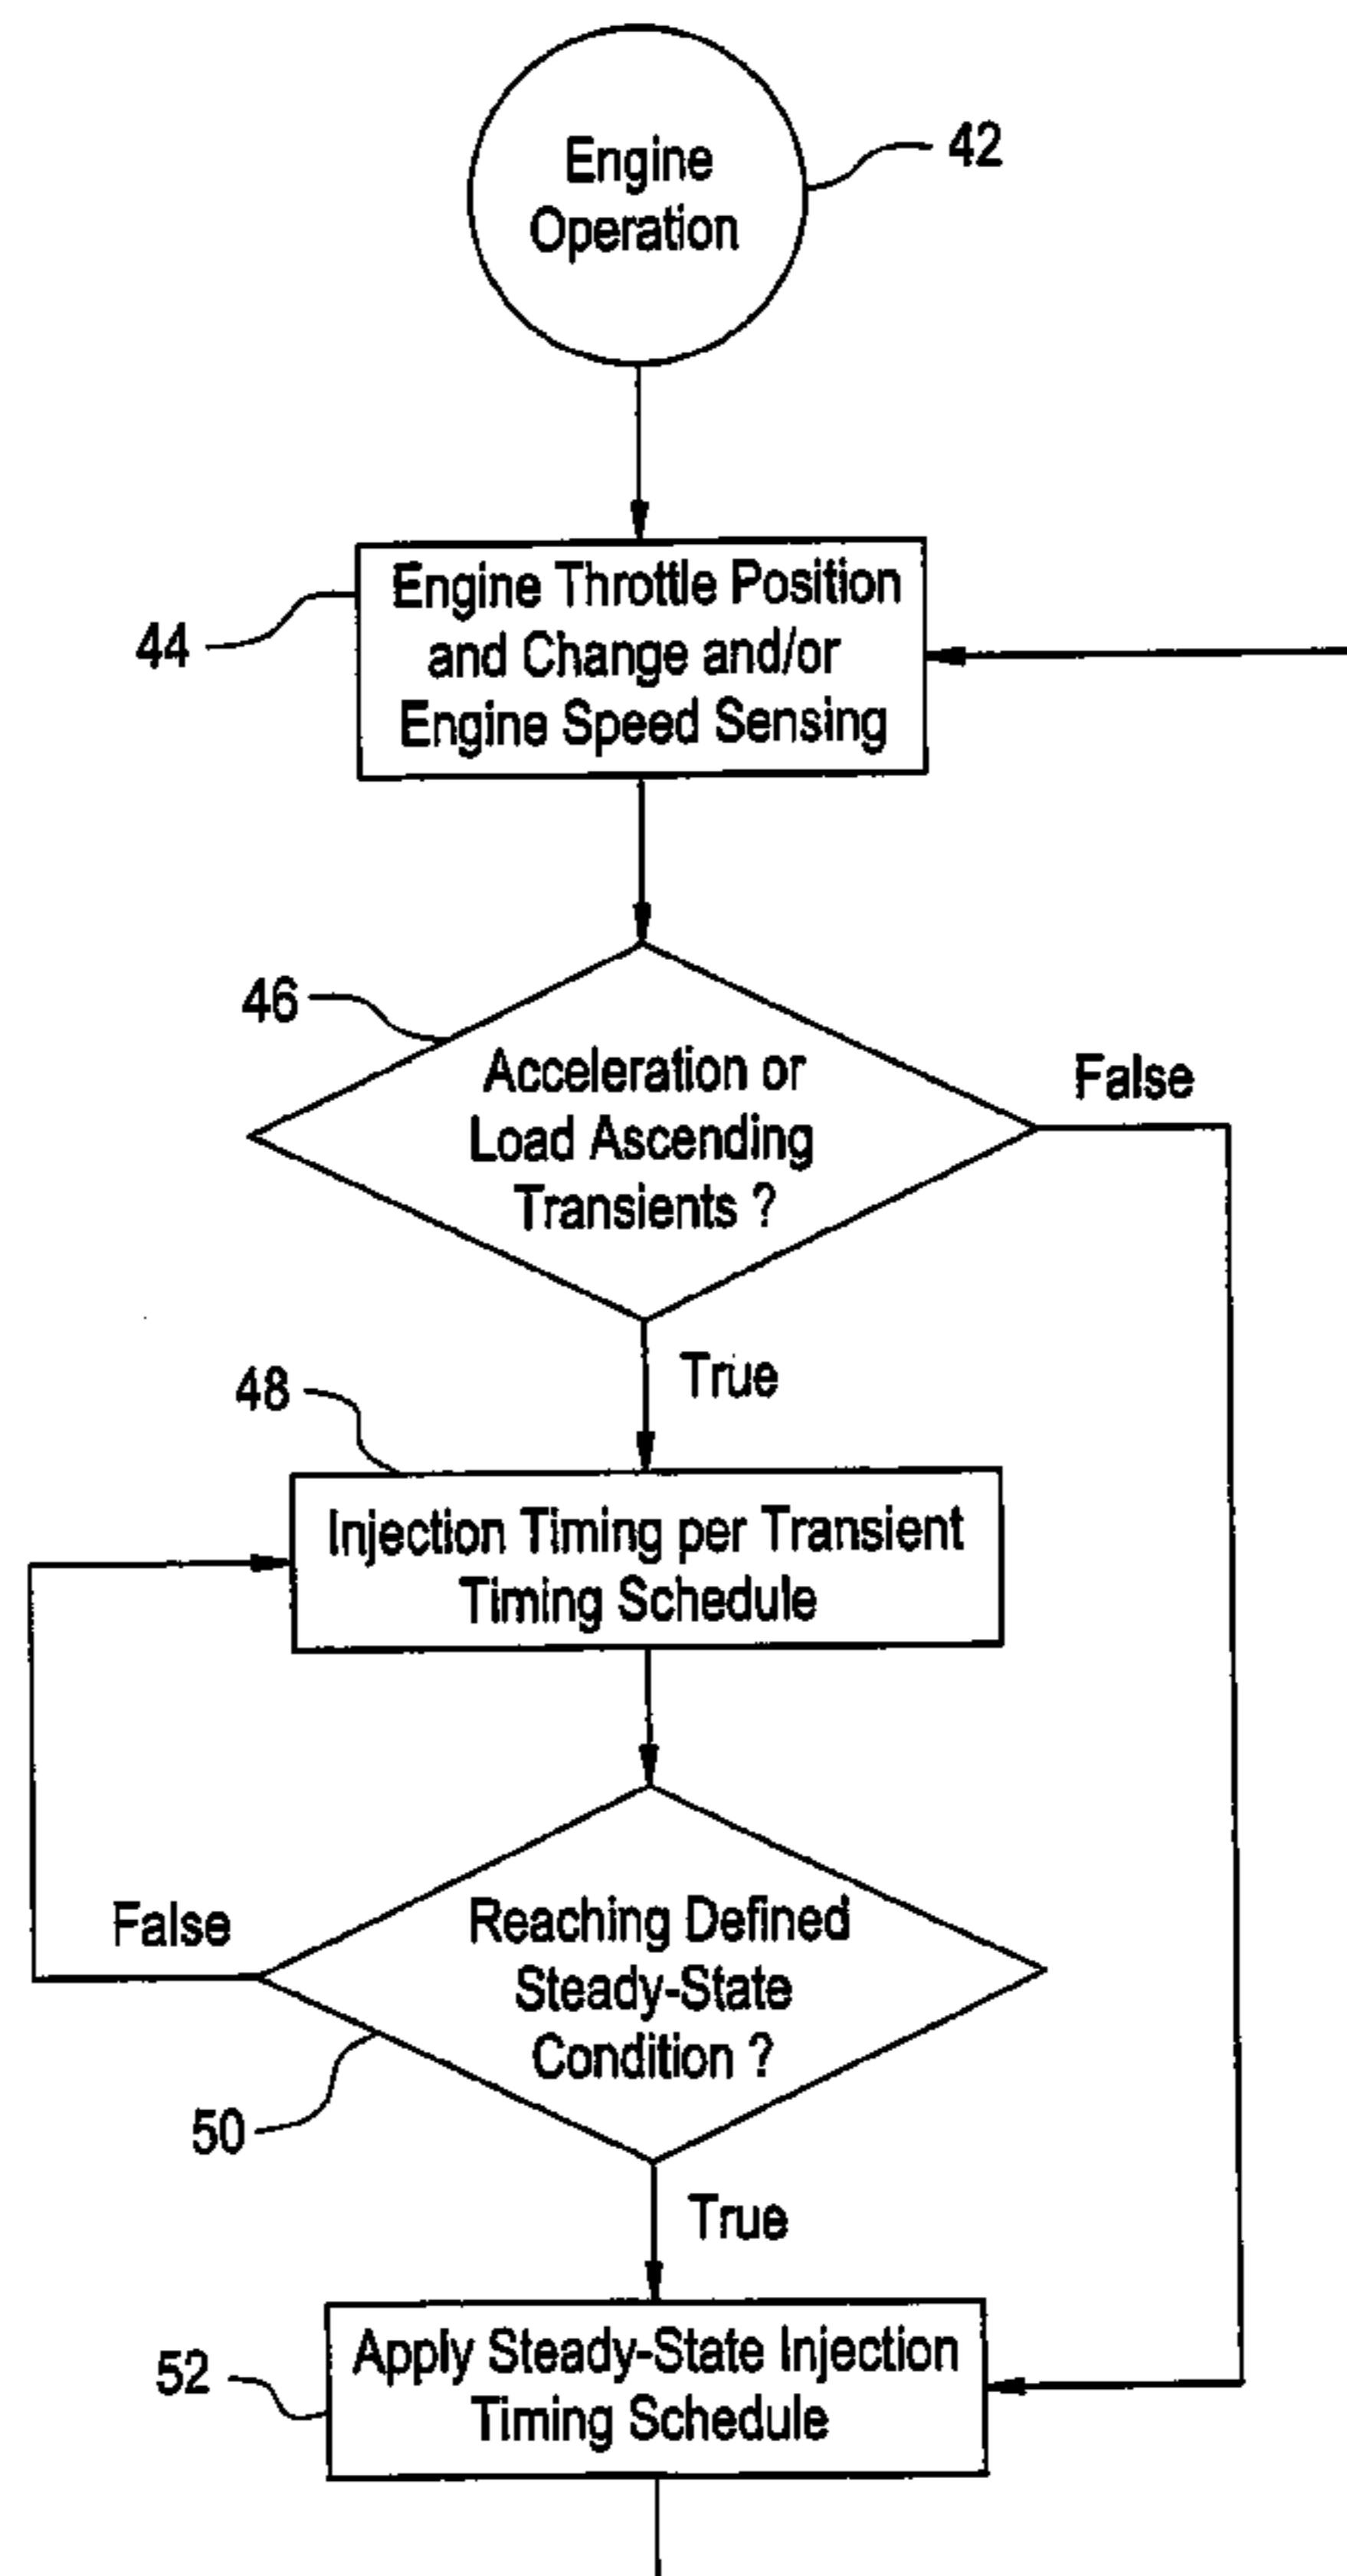 Engine
Operation
42
Engine Throttle Position
and Change and/or
Engine Speed Sensing
44
46
Acceleration or
Load Ascending
Transients ?
False
True
48
Injection Timing per Transient
Timing Schedule
False
Reaching Defined
Steady-State
Condition ?
50
True
52
Apply Steady-State Injection
Timing Schedule